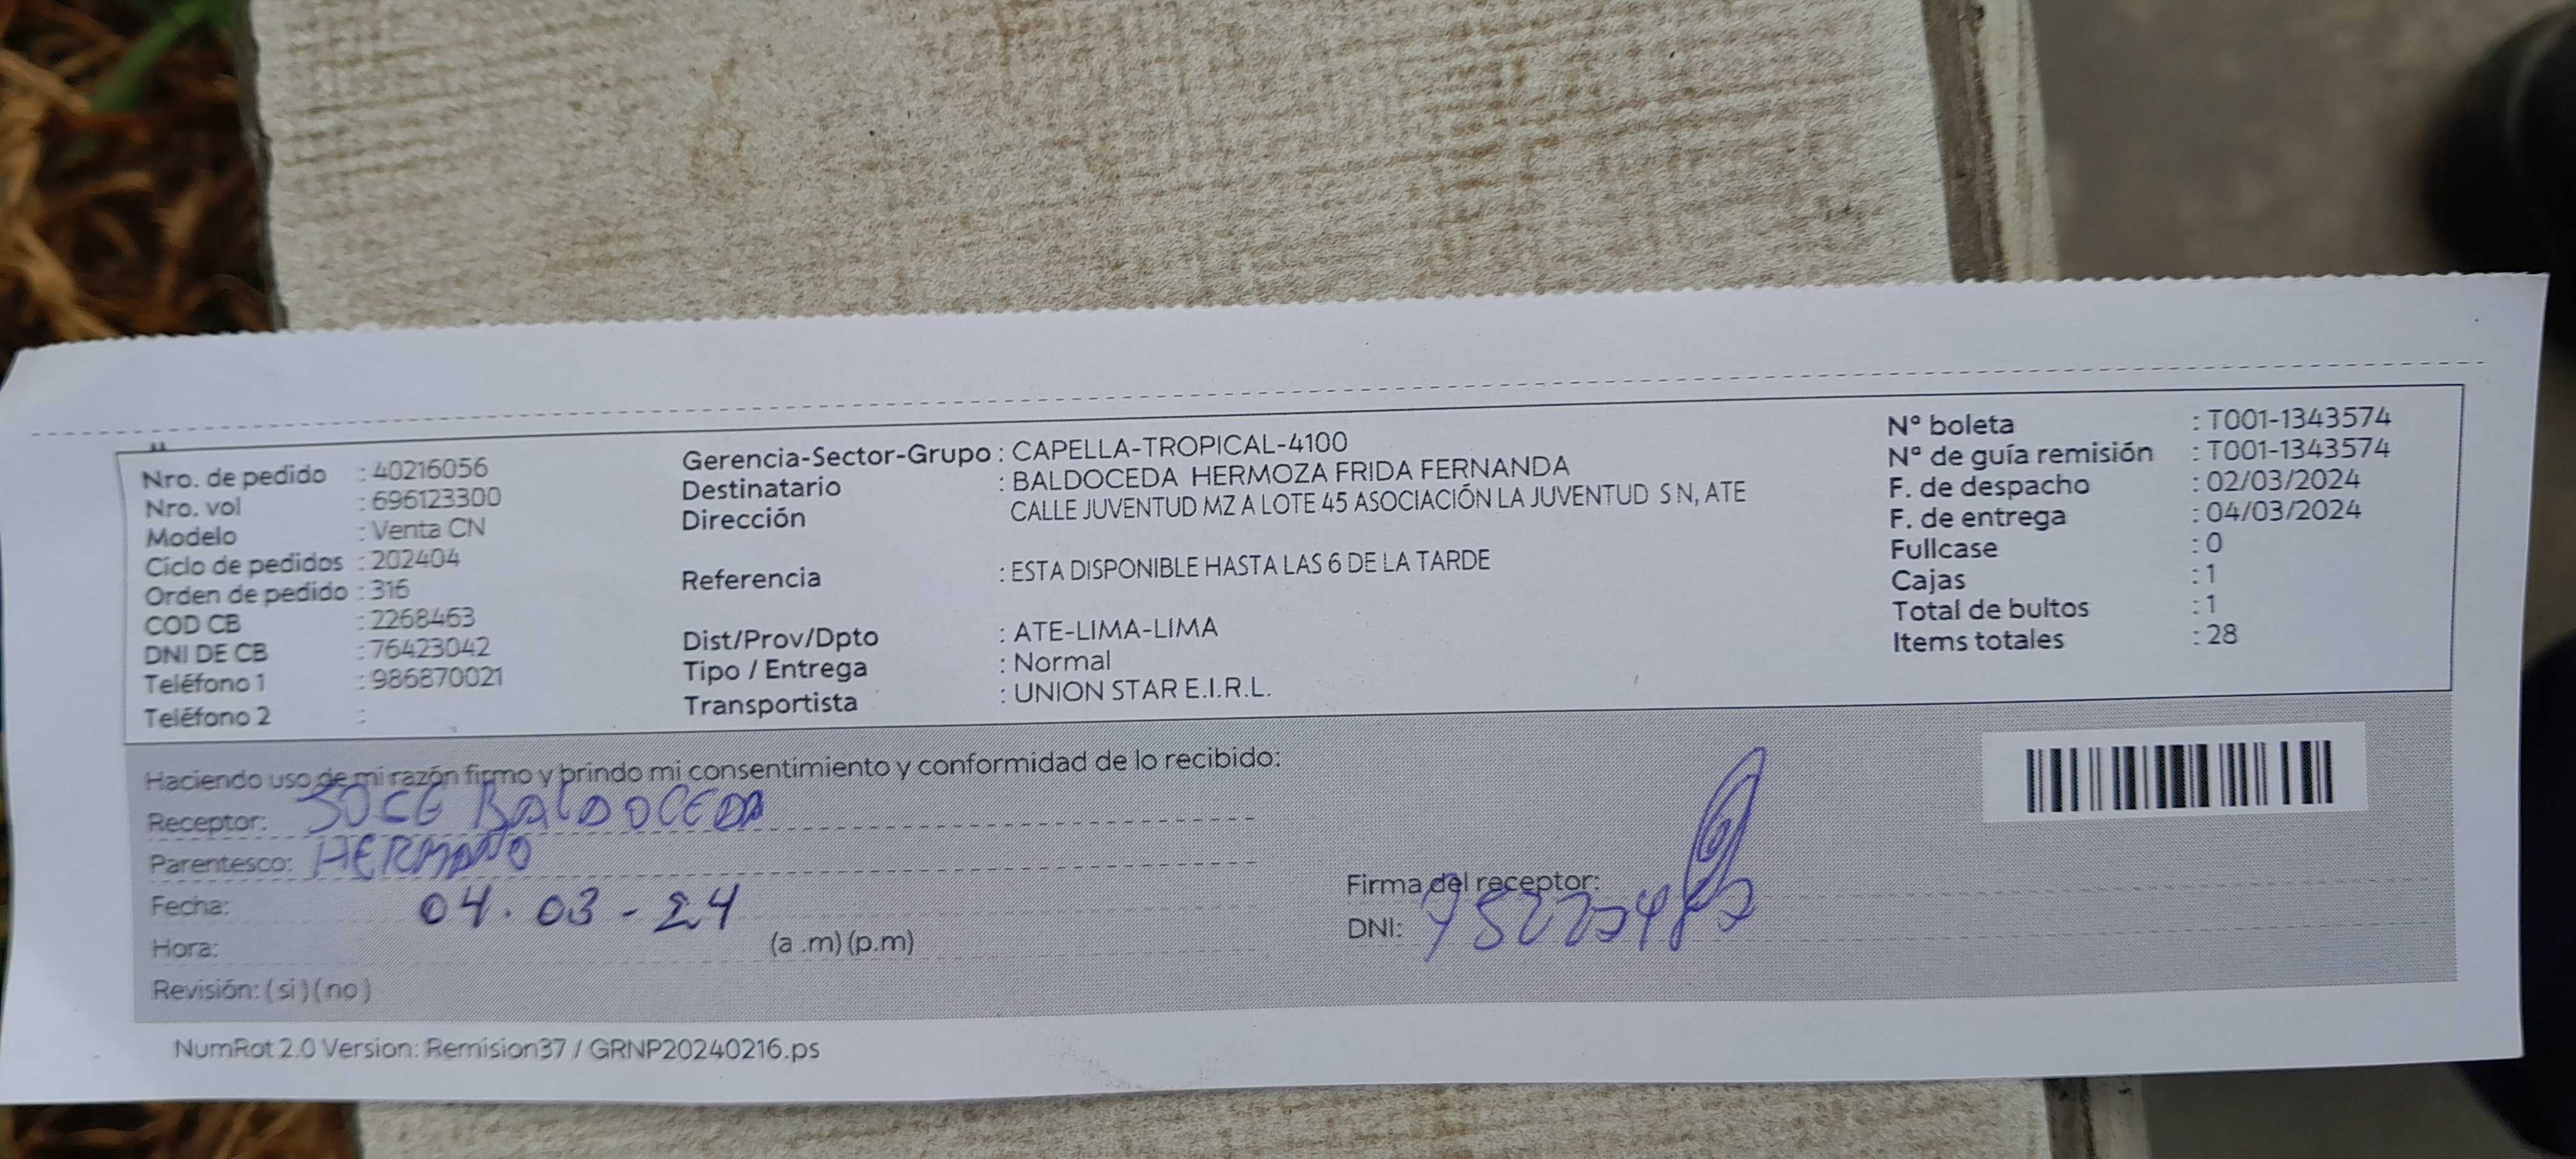 Nro. de pedido : 40216056
Nro. vol : 696123300
Modelo : Venta CN
Ciclo de pedidos : 202404
Orden de pedido : 316
COD CB : 2268463
DNI DE CB : 76423042
Teléfono 1 : 986870021
Teléfono 2 :
Gerencia-Sector-Grupo : CAPELLA-TROPICAL-4100
Destinatario : BALDOCEDA HERMOZA FRIDA FERNANDA
Dirección CALLE JUVENTUD MZ A LOTE 45 ASOCIACIÓN LA JUVENTUD S N, ATE
Referencia : ESTA DISPONIBLE HASTA LAS 6 DE LA TARDE
Dist/Prov/Dpto : ATE-LIMA-LIMA
Tipo / Entrega : Normal
Transportista : UNION STAR E.I.R.L.
N° boleta : T001-1343574
N° de guía remisión : T001-1343574
F. de despacho : 02/03/2024
F. de entrega : 04/03/2024
Fullcase : 0
Cajas : 1
Total de bultos : 1
Items totales : 28
Haciendo uso de mi razón firmo y brindo mi consentimiento y conformidad de lo recibido:
Receptor: JOCE BALDOCEDA
Parentesco: HERMANO
Fecha: 04.03-24
Hora: (a .m) (p.m)
Revisión: ( si ) ( no )
Firma del receptor:
DNI:
NumRot 2.0 Version: Remision37 / GRNP20240216.ps